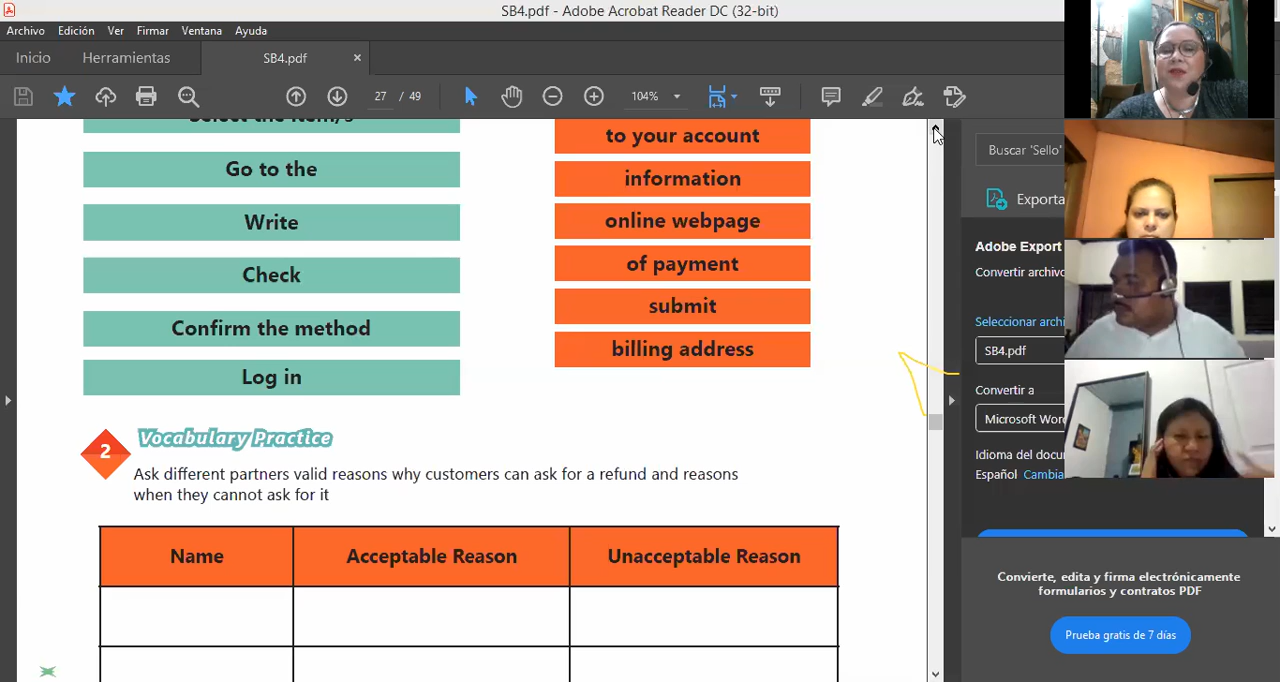 SB4.pdf - Adobe Acrobat Reader DC (32-bit)
Archivo Edición Ver Firmar Ventana Ayuda
Inicio Herramientas SB4.pdf ×
27 / 49 104%
Select the item/s
Go to the
Write
Check
Confirm the method
Log in
to your account
information
online webpage
of payment
submit
billing address
2 Vocabulary Practice
Ask different partners valid reasons why customers can ask for a refund and reasons
when they cannot ask for it
Name Acceptable Reason Unacceptable Reason
Buscar 'Sello'
Exporta
Adobe Export
Convertir archiv
Seleccionar archi
SB4.pdf
Convertir a
Microsoft Wor
Idioma del docu
Español Cambia
Convierte, edita y firma electrónicamente
formularios y contratos PDF
Prueba gratis de 7 días